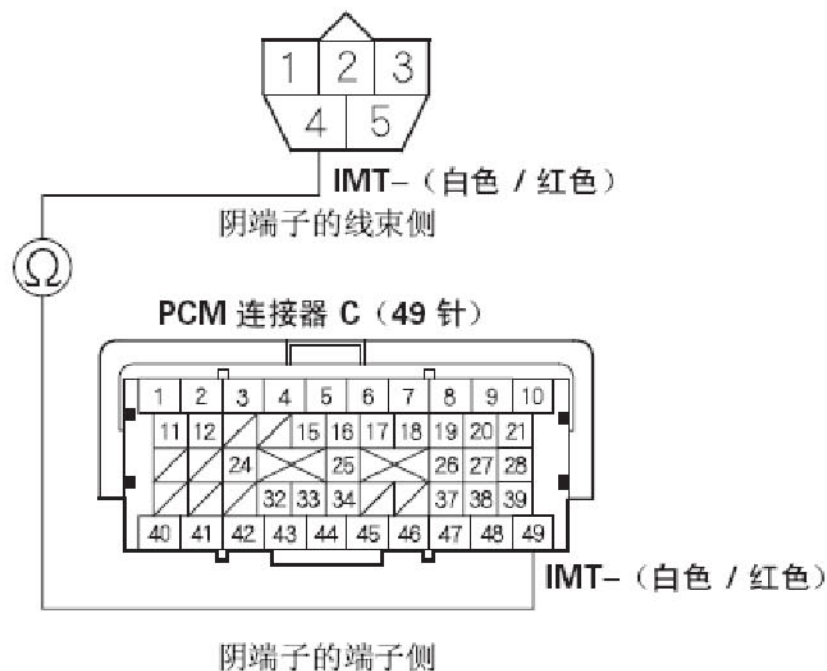 1 2 3
4 5
IMT–（白色 / 红色）
阴端子的线束侧
Ω
PCM 连接器 C（49 针）
1 2 3 4 5 6 7 8 9 10
11 12 15 16 17 18 19 20 21
24 25 26 27 28
32 33 34 37 38 39
40 41 42 43 44 45 46 47 48 49
IMT–（白色 / 红色）
阴端子的端子侧